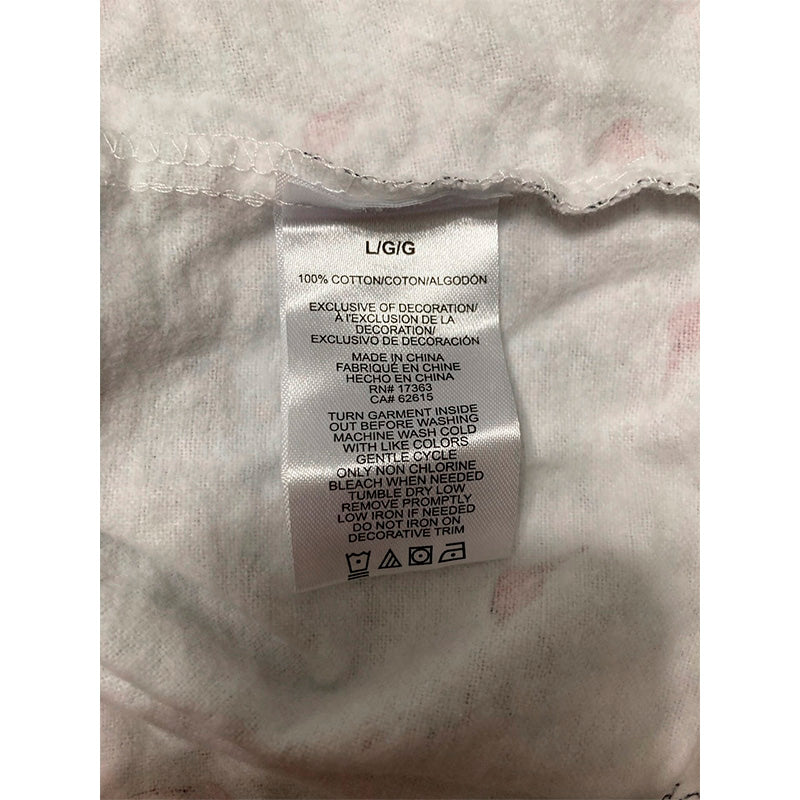 L/G/G
100% COTTON/COTON/ALGODÓN
EXCLUSIVE OF DECORATION/
À l'EXCLUSION DE LA
DECORATION/
EXCLUSIVO DE DECORACIÓN
MADE IN CHINA
FABRIQUÉ EN CHINE
HECHO EN CHINA
RN# 17363
CA# 62615
TURN GARMENT INSIDE
OUT BEFORE WASHING
MACHINE WASH COLD
WITH LIKE COLORS
GENTLE CYCLE
ONLY NON CHLORINE
BLEACH WHEN NEEDED
TUMBLE DRY LOW
REMOVE PROMPTLY
LOW IRON IF NEEDED
DO NOT IRON ON
DECORATIVE TRIM